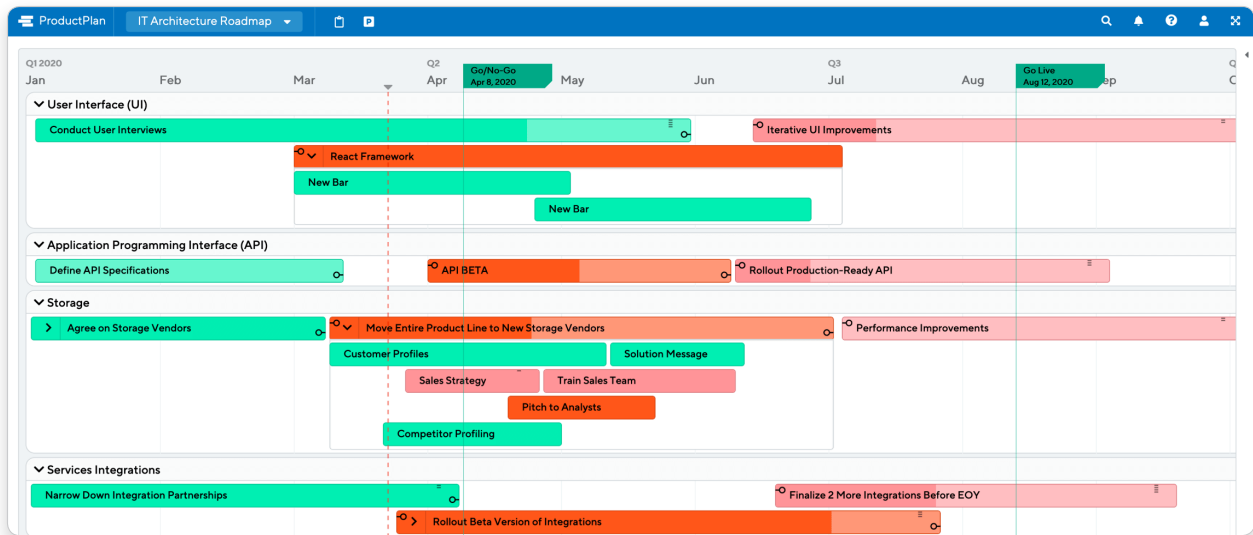 ProductPlan
IT Architecture Roadmap
Q1 2020
Q2
Q3
Q
Jan
Feb
Mar
Apr
May
Jun
Jul
Aug
ep
Go/No-Go
Apr 8, 2020
Go Live
Aug 12, 2020
User Interface (UI)
Conduct User Interviews
Iterative UI Improvements
React Framework
New Bar
New Bar
Application Programming Interface (API)
Define API Specifications
API BETA
Rollout Production-Ready API
Storage
Agree on Storage Vendors
Move Entire Product Line to New Storage Vendors
Performance Improvements
Customer Profiles
Solution Message
Sales Strategy
Train Sales Team
Pitch to Analysts
Competitor Profiling
Services Integrations
Narrow Down Integration Partnerships
Finalize 2 More Integrations Before EOY
Rollout Beta Version of Integrations